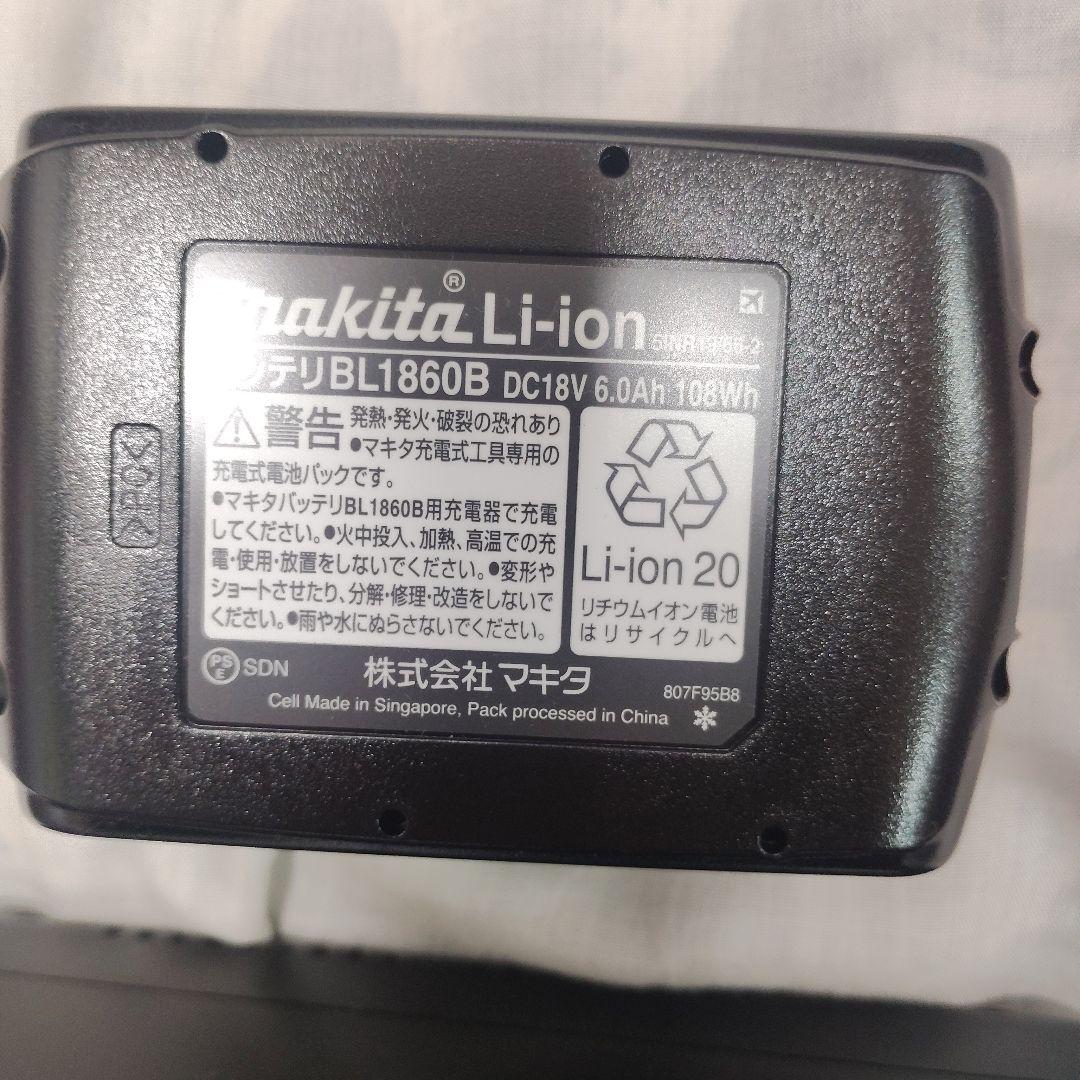 makita® Li-ion
バッテリBL1860B DC18V 6.0Ah 108Wh
警告 発熱・発火・破裂の恐れあり
●マキタ充電式工具専用の
充電式電池パックです。
●マキタバッテリBL1860B用充電器で充電
してください。●火中投入、加熱、高温での充
電・使用・放置をしないでください。●変形や
ショートさせたり、分解・修理・改造をしないで
ください。●雨や水にぬらさないでください。
Li-ion 20
リチウムイオン電池
はリサイクルへ
PS
E SDN
株式会社 マキタ
807F95B8
Cell Made in Singapore, Pack processed in China